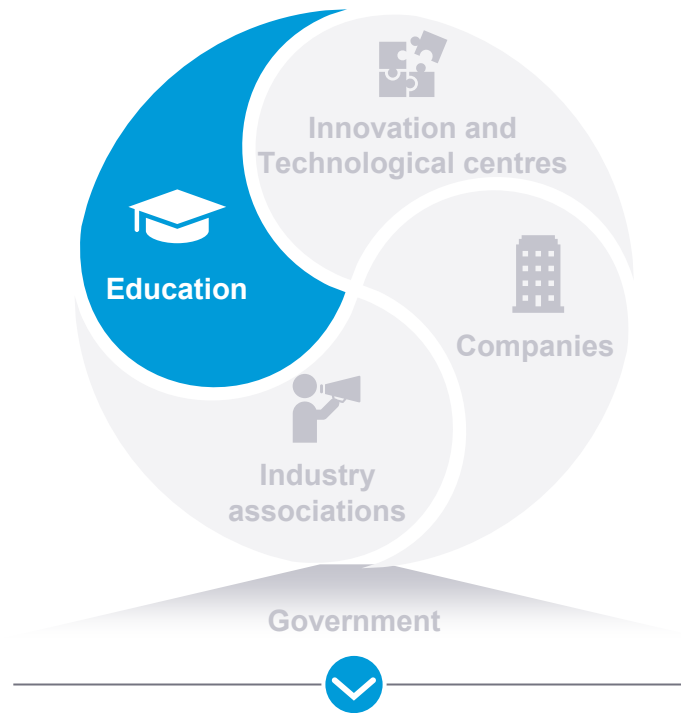 Innovation and
Technological centres
Education
Companies
Industry
associations
Government